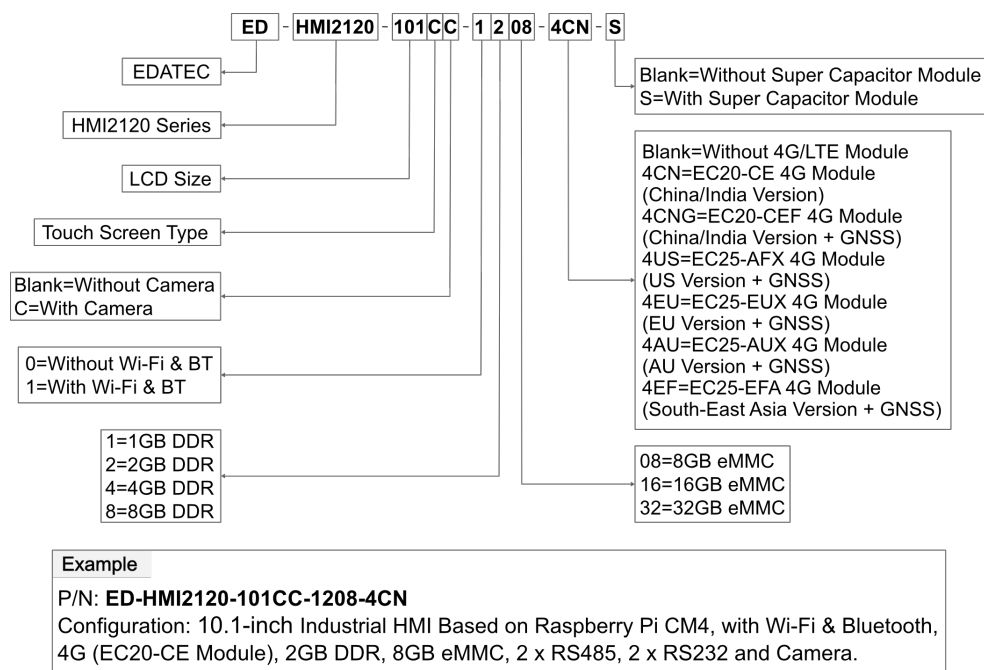 ED - HMI2120 - 101CC - 1208 - 4CN - S
EDATEC
HMI2120 Series
LCD Size
Touch Screen Type
Blank=Without Camera
C=With Camera
0=Without Wi-Fi & BT
1=With Wi-Fi & BT
1=1GB DDR
2=2GB DDR
4=4GB DDR
8=8GB DDR
Blank=Without Super Capacitor Module
S=With Super Capacitor Module
Blank=Without 4G/LTE Module
4CN=EC20-CE 4G Module
(China/India Version)
4CNG=EC20-CEF 4G Module
(China/India Version + GNSS)
4US=EC25-AFX 4G Module
(US Version + GNSS)
4EU=EC25-EUX 4G Module
(EU Version + GNSS)
4AU=EC25-AUX 4G Module
(AU Version + GNSS)
4EF=EC25-EFA 4G Module
(South-East Asia Version + GNSS)
08=8GB eMMC
16=16GB eMMC
32=32GB eMMC
Example
P/N: ED-HMI2120-101CC-1208-4CN
Configuration: 10.1-inch Industrial HMI Based on Raspberry Pi CM4, with Wi-Fi & Bluetooth,
4G (EC20-CE Module), 2GB DDR, 8GB eMMC, 2 x RS485, 2 x RS232 and Camera.